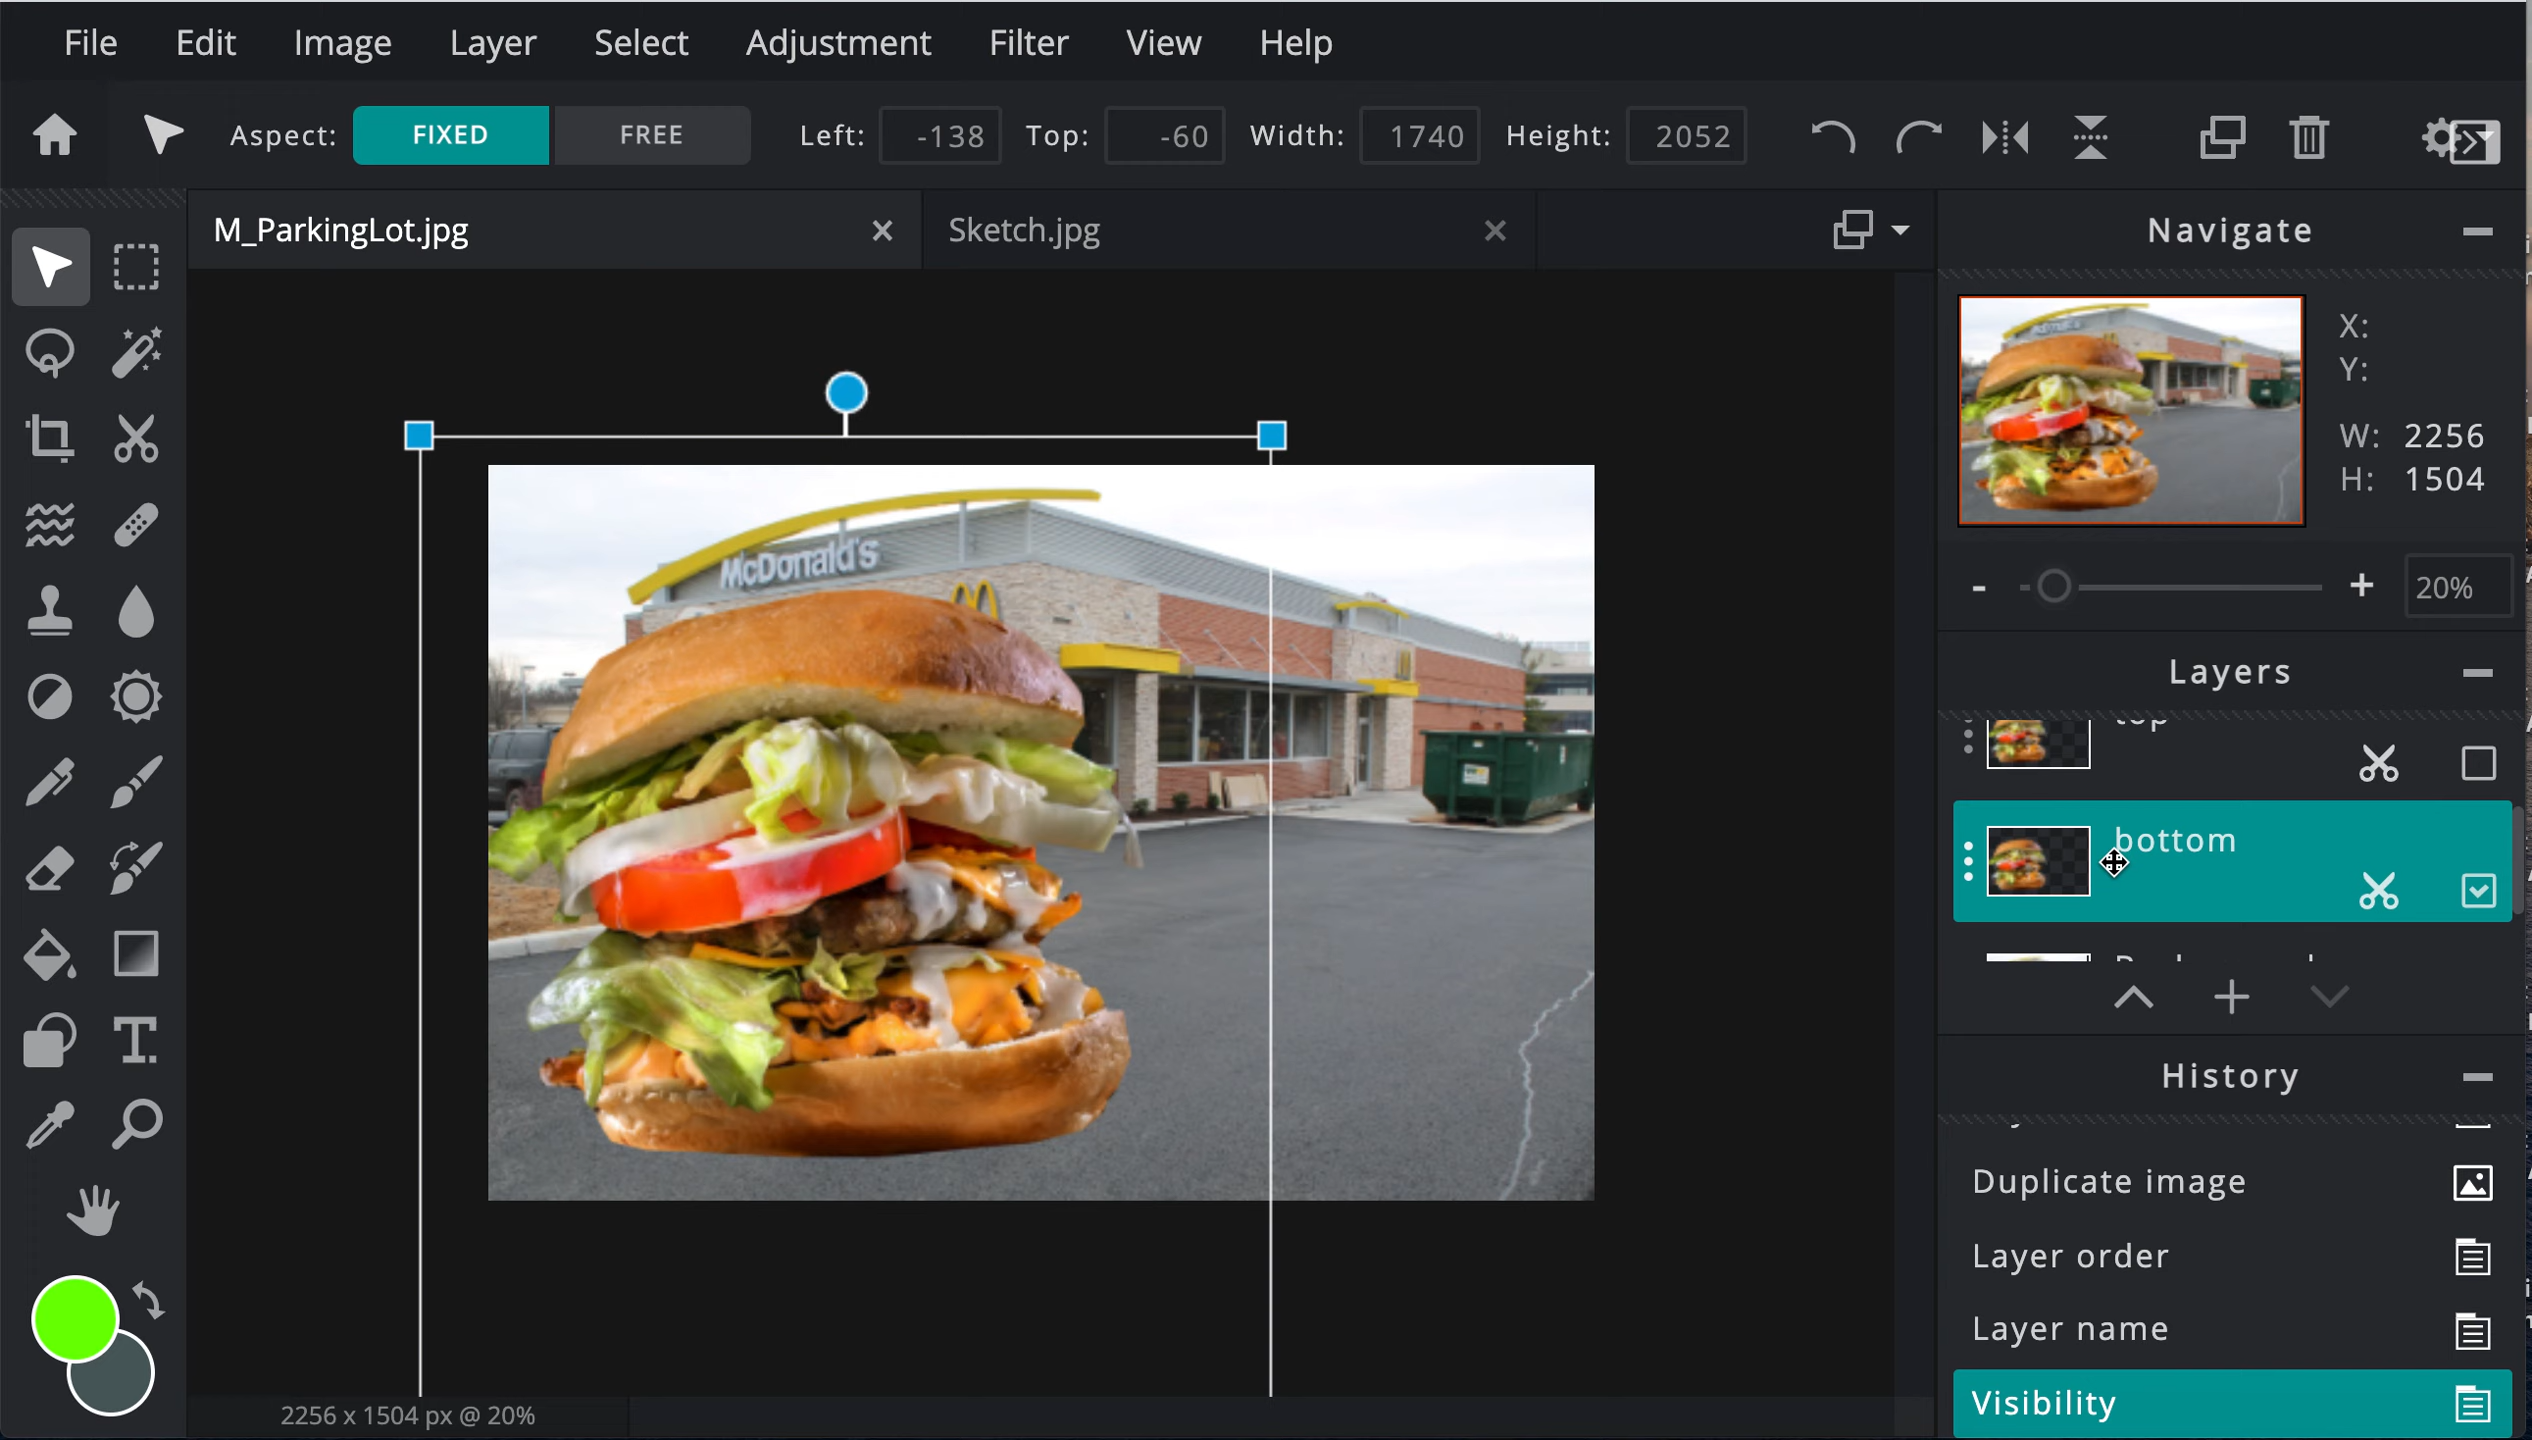 File Edit Image Layer Select Adjustment Filter View Help
Aspect: FIXED FREE Left: -138 Top: -60 Width: 1740 Height: 2052
M_ParkingLot.jpg Sketch.jpg
Navigate
X:
Y:
W: 2256
H: 1504
- + 20%
McDonald's
Layers
top
bottom
History
Duplicate image
Layer order
Layer name
Visibility
2256 x 1504 px @ 20%